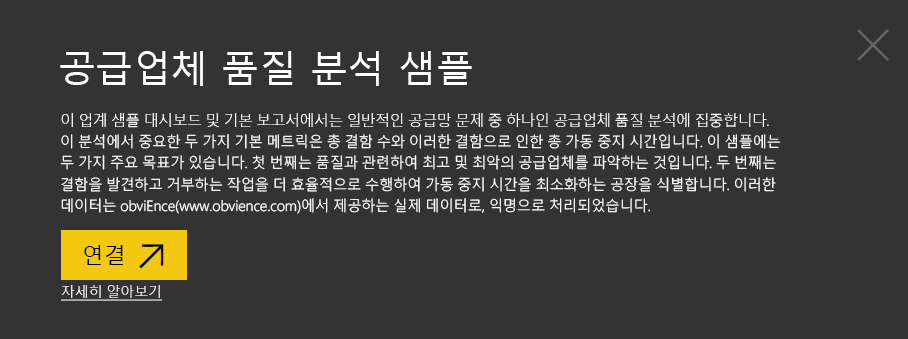 공급업체 품질 분석 샘플
이 업계 샘플 대시보드 및 기본 보고서에서는 일반적인 공급망 문제 중 하나인 공급업체 품질 분석에 집중합니다.
이 분석에서 중요한 두 가지 기본 메트릭은 총 결함 수와 이러한 결함으로 인한 총 가동 중지 시간입니다. 이 샘플에는
두 가지 주요 목표가 있습니다. 첫 번째는 품질과 관련하여 최고 및 최악의 공급업체를 파악하는 것입니다. 두 번째는
결함을 발견하고 거부하는 작업을 더 효율적으로 수행하여 가동 중지 시간을 최소화하는 공장을 식별합니다. 이러한
데이터는 obviEnce(www.obvience.com)에서 제공하는 실제 데이터로, 익명으로 처리되었습니다.
연결
자세히 알아보기